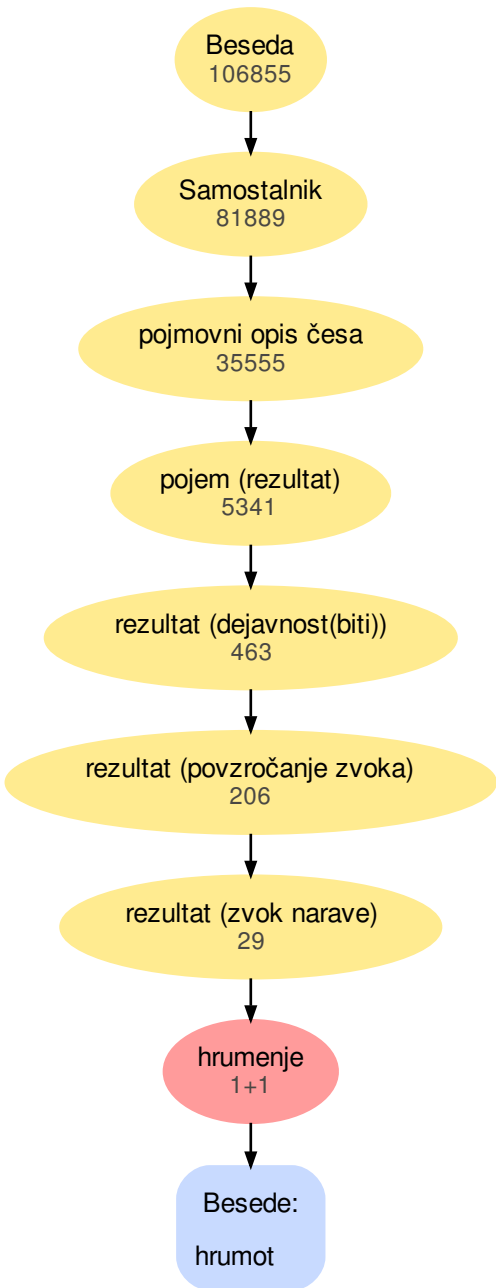 Beseda
106855
Samostalnik
81889
pojmovni opis česa
35555
pojem (rezultat)
5341
rezultat (dejavnost(biti))
463
rezultat (povzročanje zvoka)
206
rezultat (zvok narave)
29
hrumenje
1+1
Besede:
hrumot